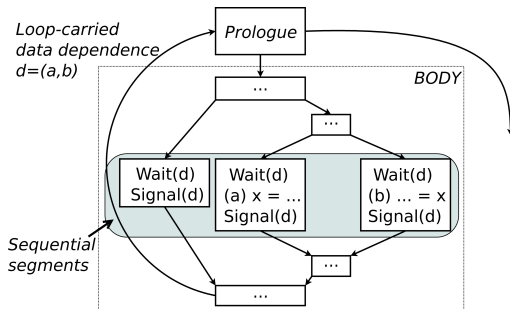 Loop-carried
data dependence
d=(a,b)
Prologue
BODY
...
...
Wait(d)
Signal(d)
Wait(d)
(a) x = ...
Signal(d)
Wait(d)
(b) ... = x
Signal(d)
Sequential
segments
...
...